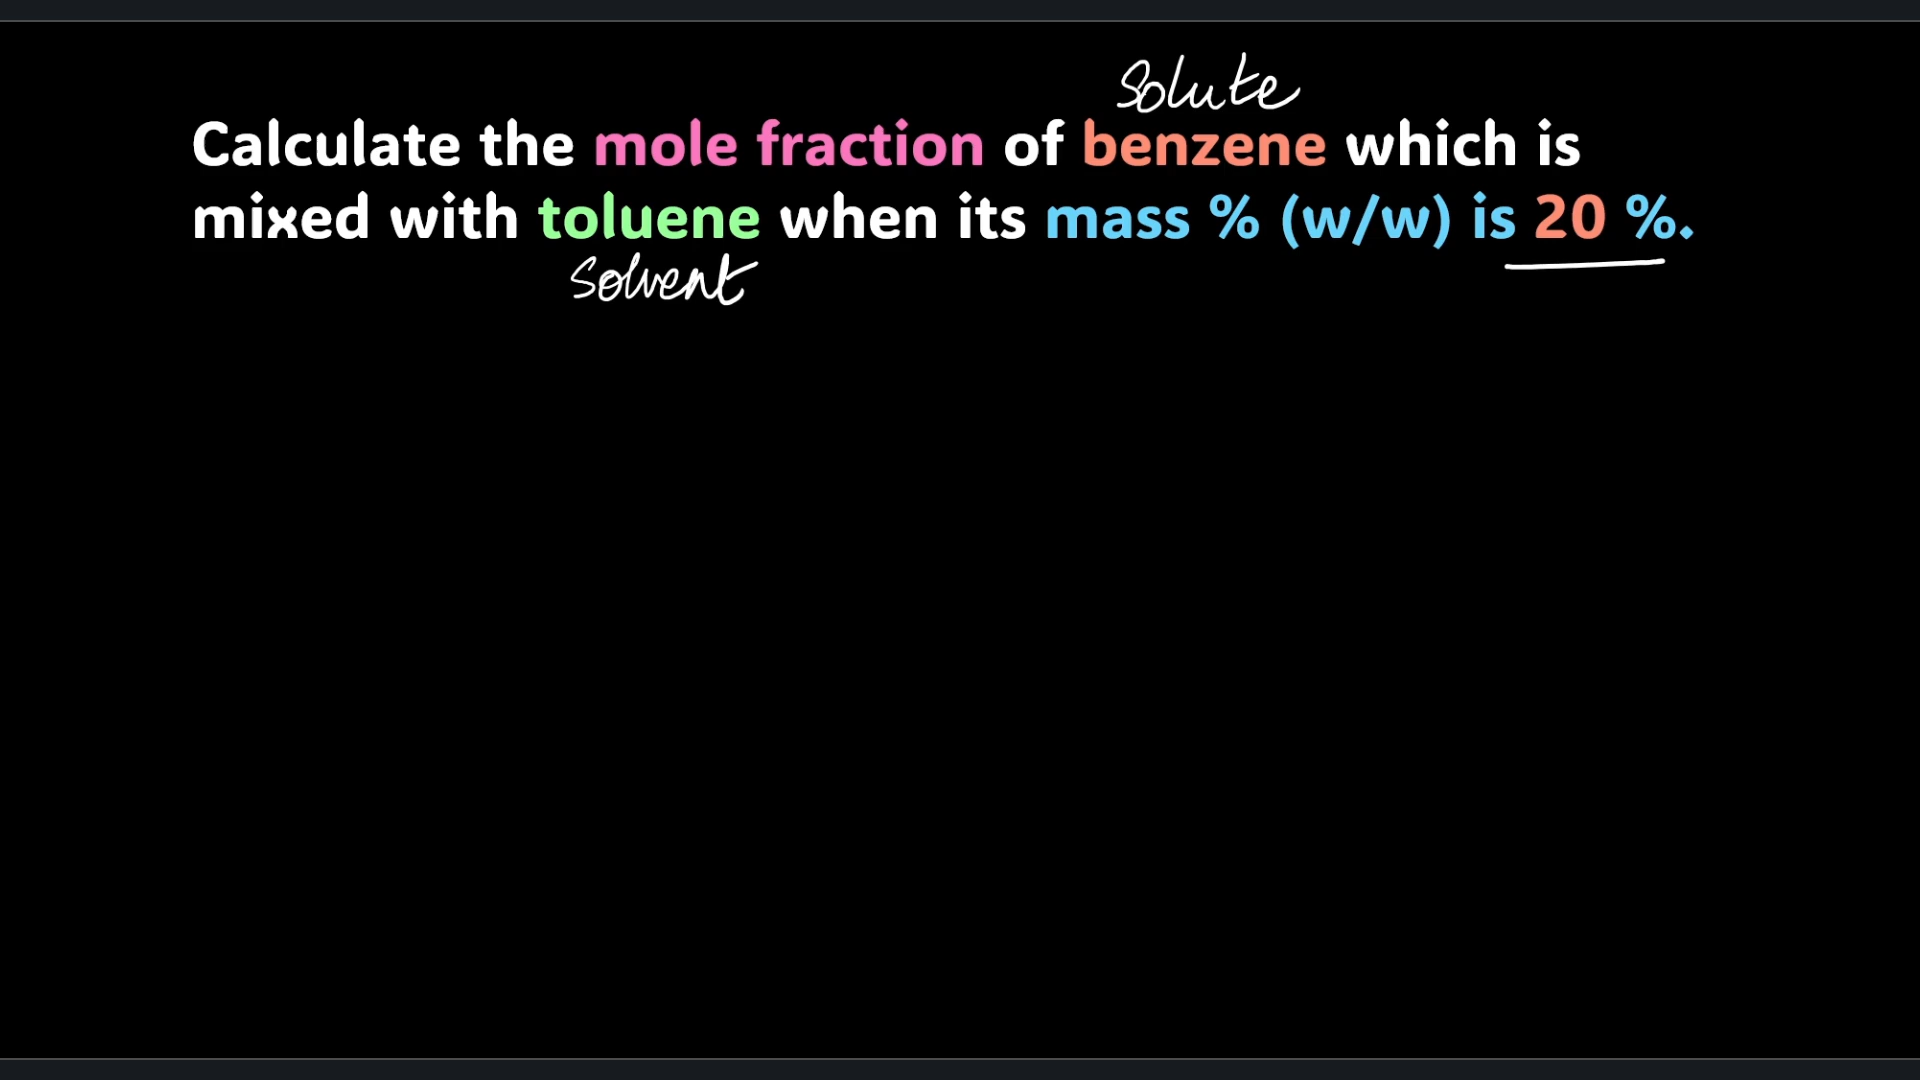 Solute
Calculate the mole fraction of benzene which is
mixed with toluene when its mass % (w/w) is 20 %.
Solvent